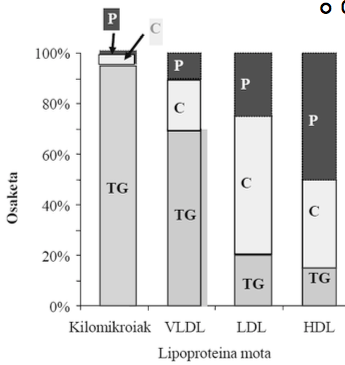 P
C
100%
P
P
80%
C
P
60%
TG
C
C
40%
TG
20%
TG
TG
0%
Osaketa
Kilomikroiak VLDL LDL HDL
Lipoproteina mota